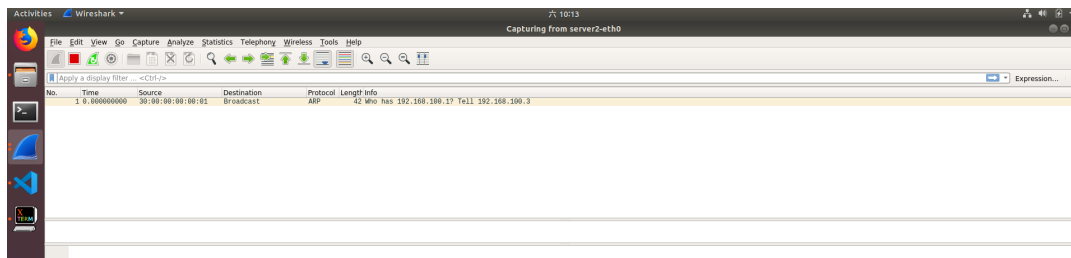 Activities Wireshark ▾ 六 10:13
Capturing from server2-eth0
File Edit View Go Capture Analyze Statistics Telephony Wireless Tools Help
Apply a display filter ... <Ctrl-/> Expression...
No. Time Source Destination Protocol Length Info
1 0.000000000 30:00:00:00:00:01 Broadcast ARP 42 Who has 192.168.100.1? Tell 192.168.100.3
X
TERM